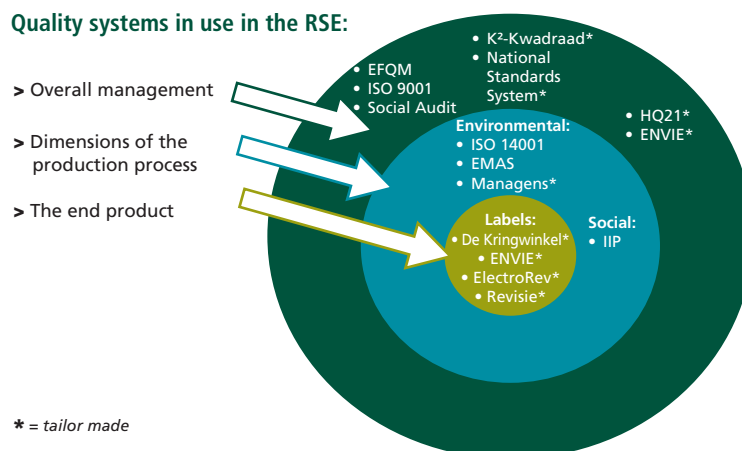 Quality systems in use in the RSE:
> Overall management
> Dimensions of the
production process
> The end product
* = tailor made
• EFQM
• ISO 9001
• Social Audit
• K²-Kwadraad*
• National
Standards
System*
• HQ21*
• ENVIE*
Environmental:
• ISO 14001
• EMAS
• Managens*
Social:
• IIP
Labels:
• De Kringwinkel*
• ENVIE*
• ElectroRev*
• Revisie*